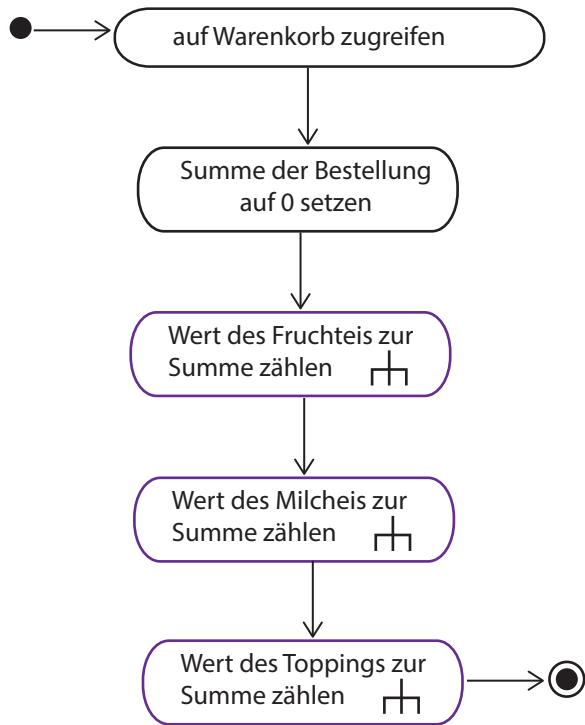 auf Warenkorb zugreifen
Summe der Bestellung
auf 0 setzen
Wert des Fruchteis zur
Summe zählen
Wert des Milcheis zur
Summe zählen
Wert des Toppings zur
Summe zählen